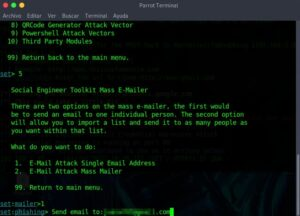 Parrot Terminal
Archivo Editar Ver Buscar Terminal Ayuda
8) QRCode Generator Attack Vector
9) Powershell Attack Vectors
10) Third Party Modules
99) Return back to the main menu.
set> 5
Social Engineer Toolkit Mass E-Mailer
There are two options on the mass e-mailer, the first would
be to send an email to one individual person. The second option
will allow you to import a list and send it to as many people as
you want within that list.
What do you want to do:
1. E-Mail Attack Single Email Address
2. E-Mail Attack Mass Mailer
99. Return to main menu.
set:mailer>1
set:phishing> Send email to: .com